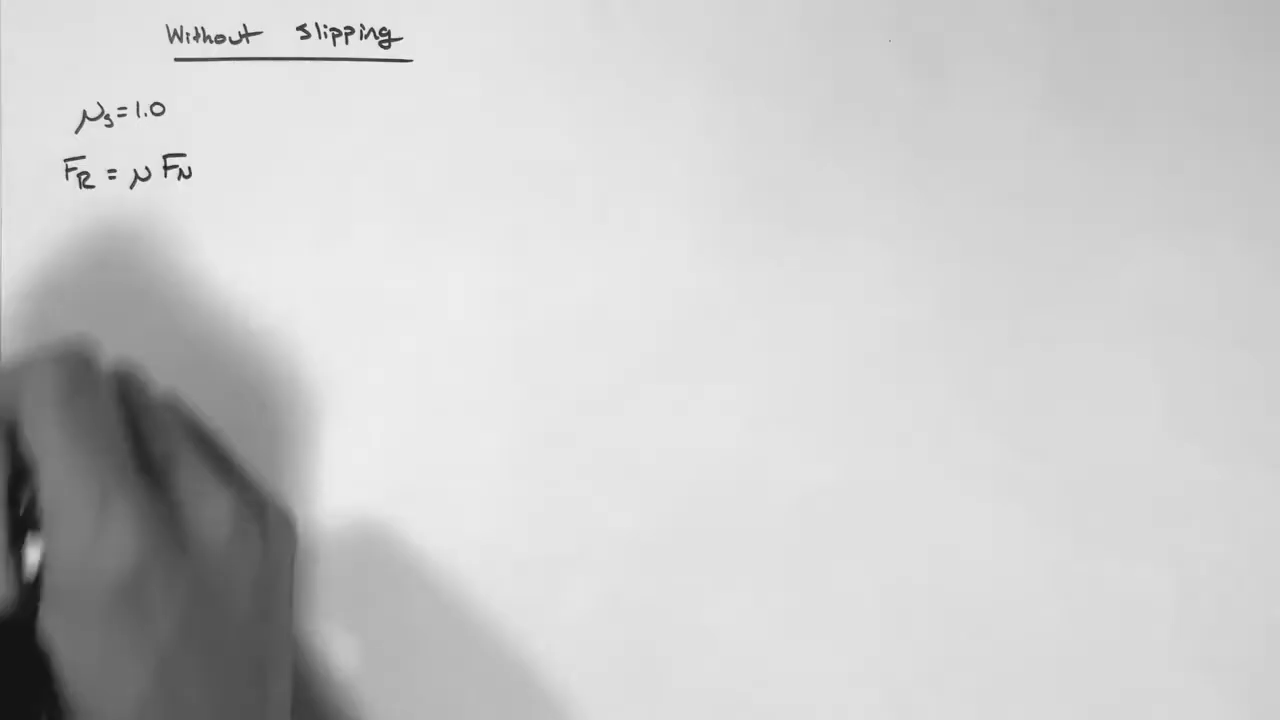 Without Slipping
μs = 1.0
FR = μ FN